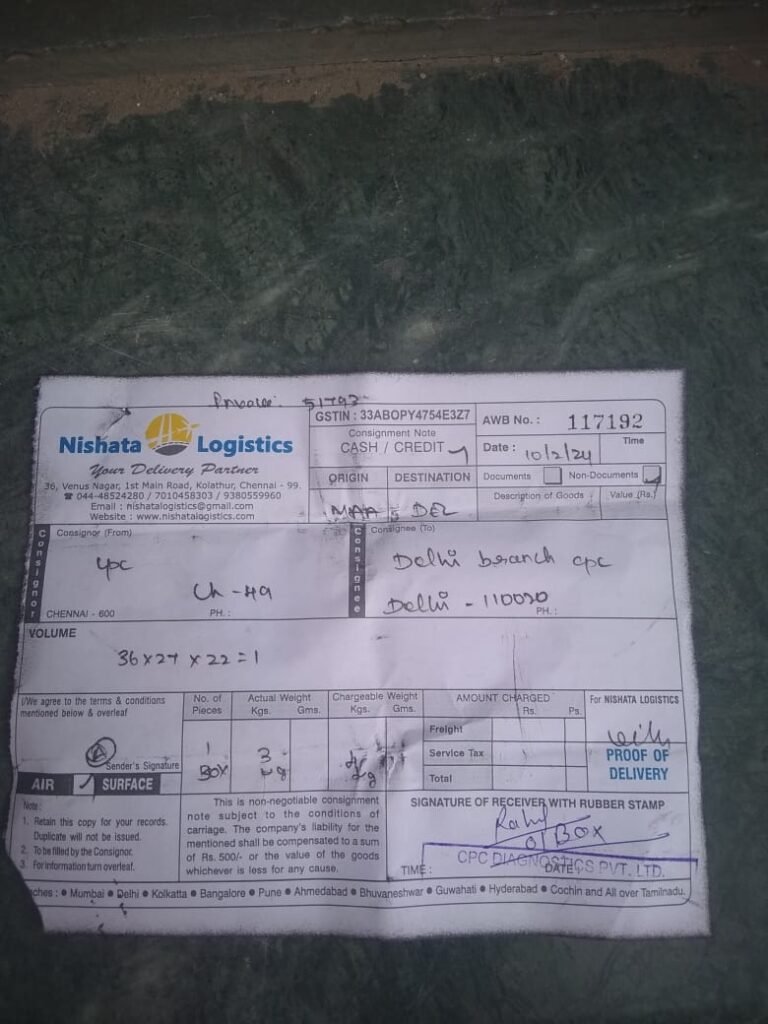 Invoice: 51792
Nishata Logistics
Your Delivery Partner
36, Venus Nagar, 1st Main Road, Kolathur, Chennai - 99.
☎ 044-48524280 / 7010458303 / 9380559960
Email : nishatalogistics@gmail.com
Website : www.nishatalogistics.com
GSTIN : 33ABOPY4754E3Z7
Consignment Note
CASH / CREDIT
AWB No. : 117192
Date : 10/2/24
Time
ORIGIN DESTINATION
MAA DEL
Documents Non-Documents ✓
Description of Goods Value (Rs.)
Consignor
Consignor (From)
cpc
Ch - 49
CHENNAI - 600 PH. :
Consignee
Consignee (To)
Delhi branch cpc
Delhi - 110020
PH. :
VOLUME
36 x 27 x 22 = 1
I/We agree to the terms & conditions
mentioned below & overleaf
Sender's Signature
AIR ✓ SURFACE
No. of
Pieces
1
BOX
Actual Weight
Kgs. Gms.
3
kg
Chargeable Weight
Kgs. Gms.
kg
AMOUNT CHARGED
Rs. Ps.
Freight
Service Tax
Total
For NISHATA LOGISTICS
PROOF OF
DELIVERY
Note :
1. Retain this copy for your records.
Duplicate will not be issued.
2. To be filled by the Consignor.
3. For information turn overleaf.
This is non-negotiable consignment
note subject to the conditions of
carriage. The company's liability for
the mentioned shall be compensated to a sum
of Rs. 500/- or the value of the goods
whichever is less for any cause.
SIGNATURE OF RECEIVER WITH RUBBER STAMP
Rahul
01 BOX
CPC DIAGNOSTICS PVT. LTD.
TIME : DATE :
ches : ● Mumbai ● Delhi ● Kolkatta ● Bangalore ● Pune ● Ahmedabad ● Bhuvaneshwar ● Guwahati ● Hyderabad ● Cochin and All over Tamilnadu.